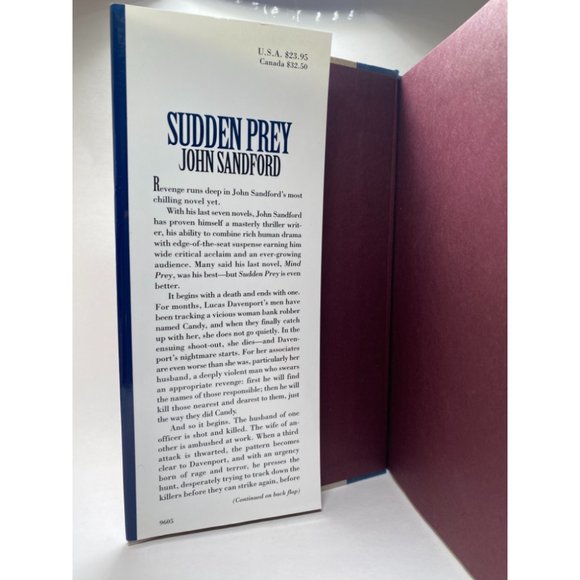 U.S.A. $23.95
Canada $32.50
SUDDEN PREY
JOHN SANDFORD
Revenge runs deep in John Sandford's most
chilling novel yet.
With his last seven novels, John Sandford
has proven himself a masterly thriller writ-
er, his ability to combine rich human drama
with edge-of-the-seat suspense earning him
wide critical acclaim and an ever-growing
audience. Many said his last novel, Mind
Prey, was his best—but Sudden Prey is even
better.
It begins with a death and ends with one.
For months, Lucas Davenport's men have
been tracking a vicious woman bank robber
named Candy, and when they finally catch
up with her, she does not go quietly. In the
ensuing shoot-out, she dies—and Daven-
port's nightmare starts. For her associates
are even worse than she was, particularly her
husband, a deeply violent man who swears
an appropriate revenge: first he will find
the names of those responsible; then he will
kill those nearest and dearest to them, just
the way they did Candy.
And so it begins. The husband of one
officer is shot and killed. The wife of an-
other is ambushed at work. When a third
attack is thwarted, the pattern becomes
clear to Davenport, and with an urgency
born of rage and terror, he presses the
hunt, desperately trying to track down the
killers before they can strike again, before
(Continued on back flap)
9605